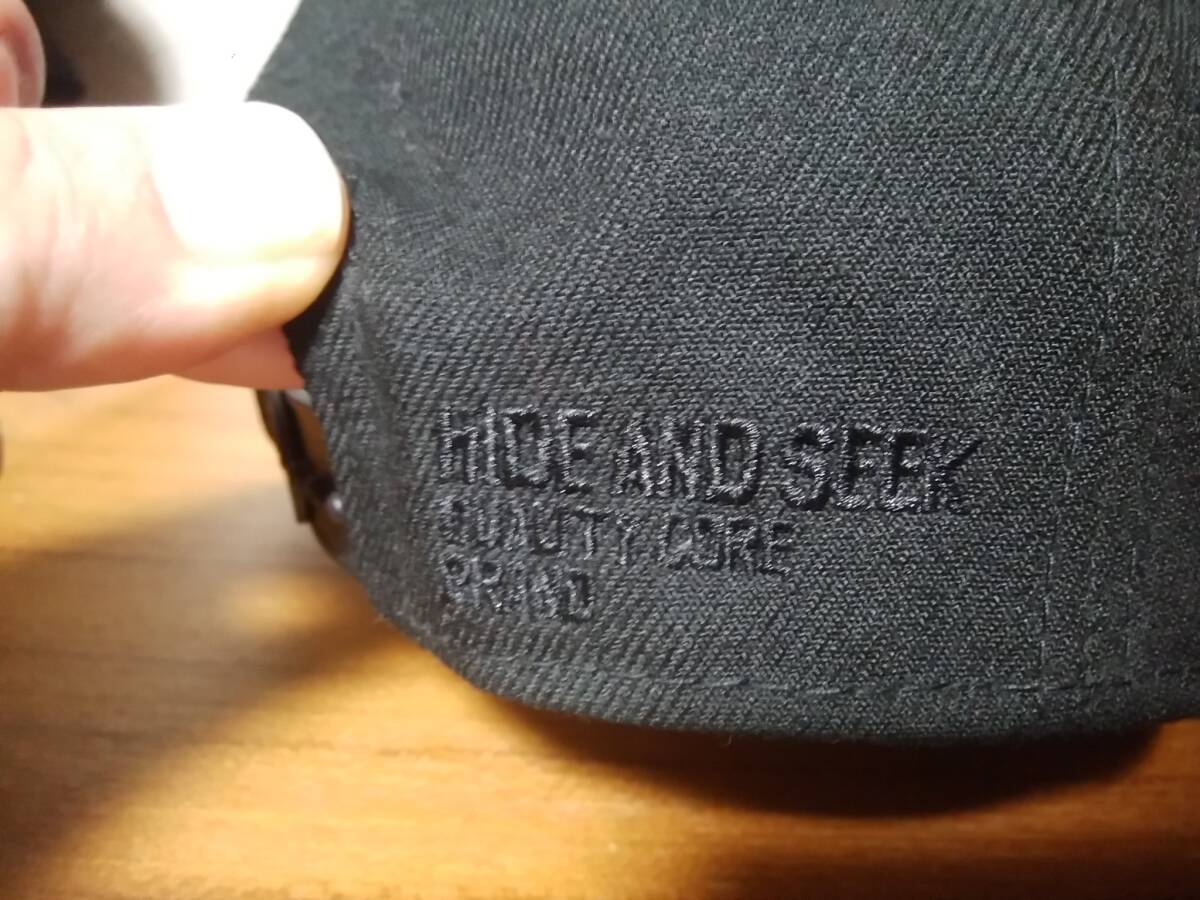 HIDE AND SEEK
QUALITY CORE
BRAND